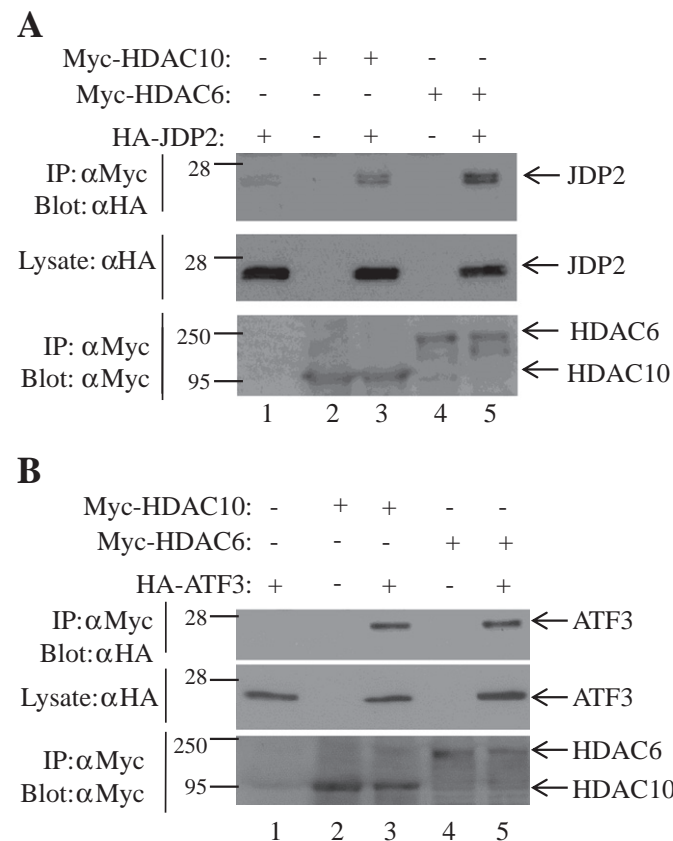 A
Myc-HDAC10: - + + - -
Myc-HDAC6: - - - + +
HA-JDP2: + - + - +
IP: αMyc
Blot: αHA
28
JDP2
Lysate: αHA
28
JDP2
IP: αMyc
Blot: αMyc
250
95
HDAC6
HDAC10
1 2 3 4 5
B
Myc-HDAC10: - + + - -
Myc-HDAC6: - - - + +
HA-ATF3: + - + - +
IP:αMyc
Blot:αHA
28
ATF3
Lysate:αHA
28
ATF3
IP:αMyc
Blot:αMyc
250
95
HDAC6
HDAC10
1 2 3 4 5